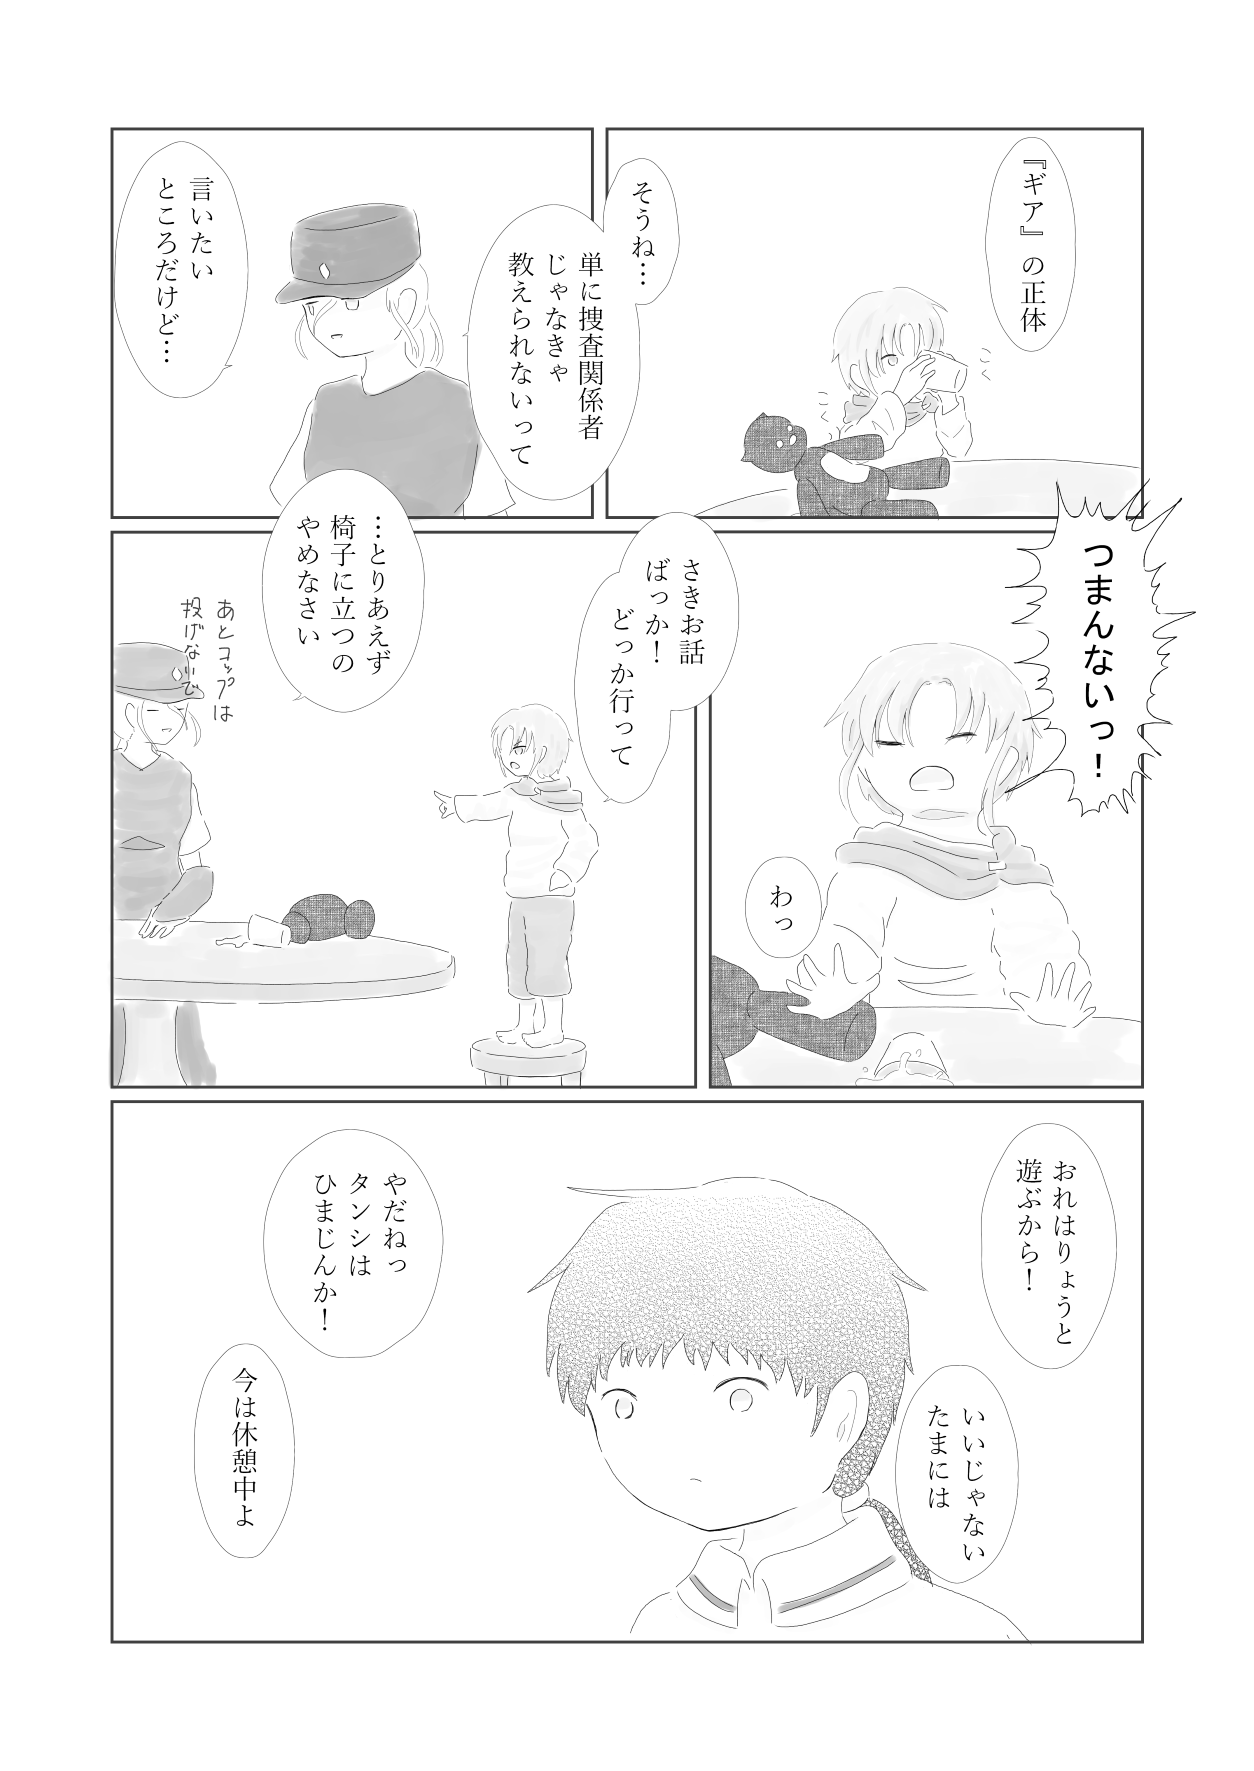 『ギア』の正体
そうね…
単に捜査関係者
じゃなきゃ
教えられないって
言いたい
ところだけど…
つまんないっ！
わっ
さきお話
ばっか！
どっか行って
…とりあえず
椅子に立つの
やめなさい
あとコップは
投げないで
おれはりょうと
遊ぶから！
いいじゃない
たまには
やだねっ
タンシは
ひまじんか！
今は休憩中よ